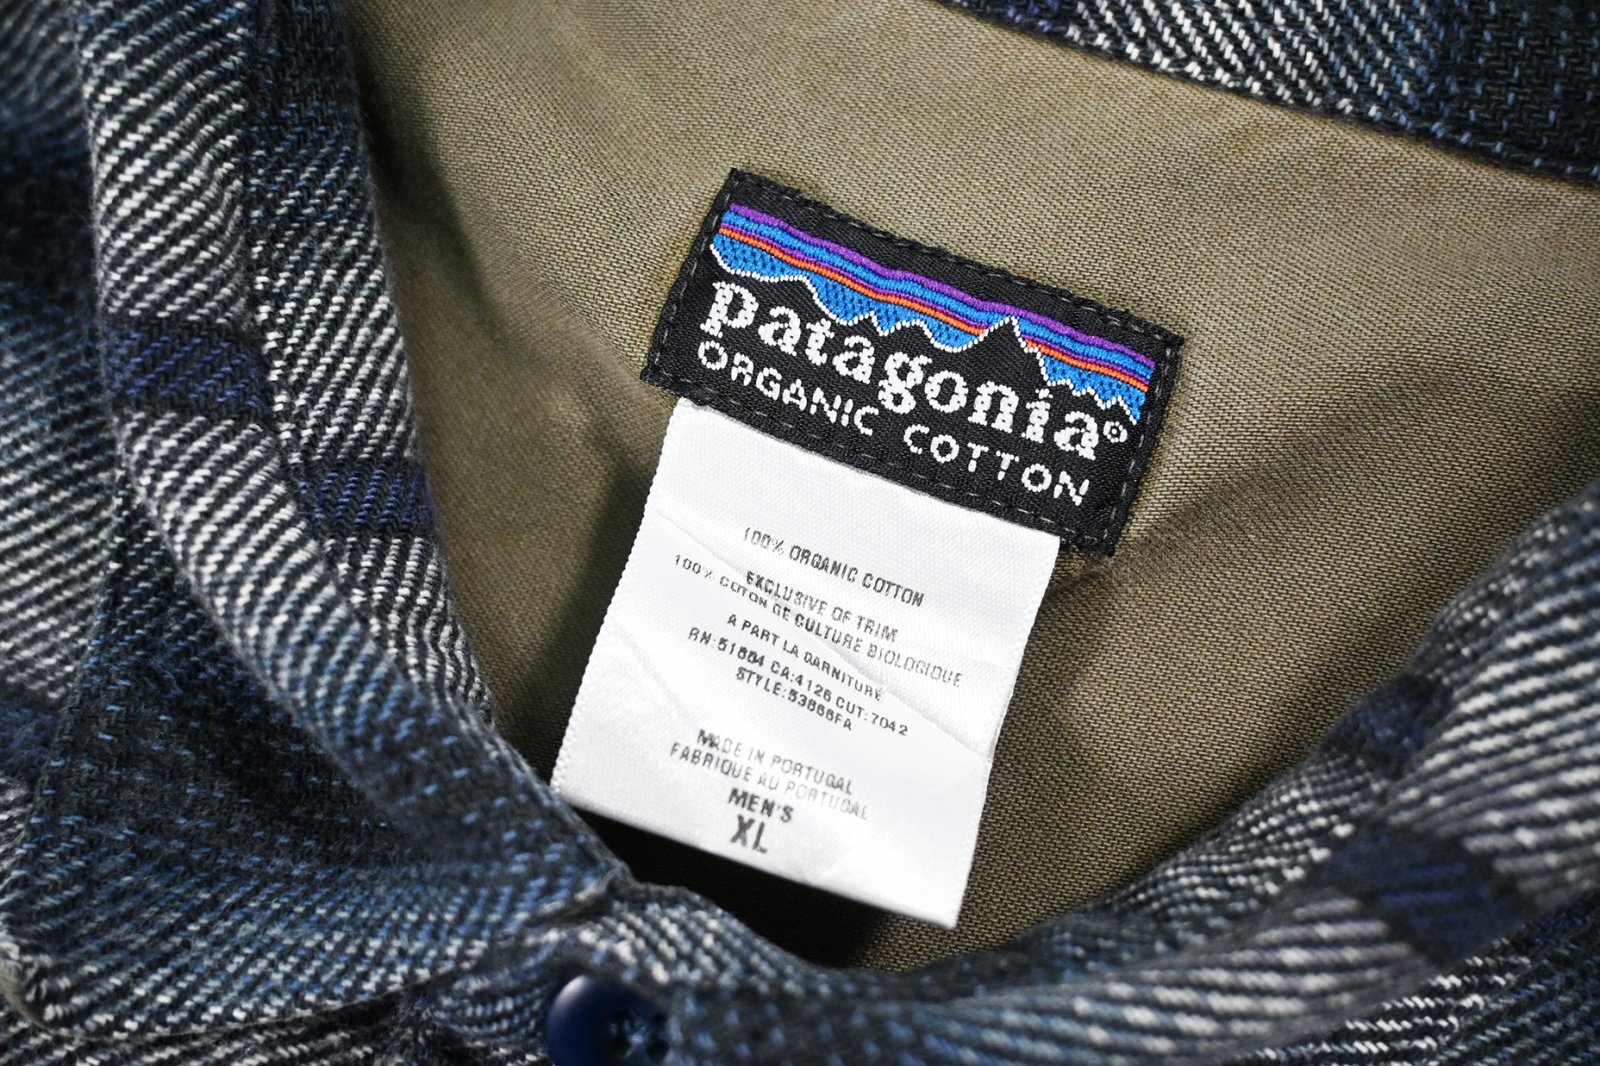 patagonia®
ORGANIC COTTON
100% ORGANIC COTTON
EXCLUSIVE OF TRIM
100% COTON DE CULTURE BIOLOGIQUE
A PART LA GARNITURE
RN:51884 CA:4126 CUT:7042
STYLE:53866FA
MADE IN PORTUGAL
FABRIQUE AU PORTUGAL
MEN'S
XL